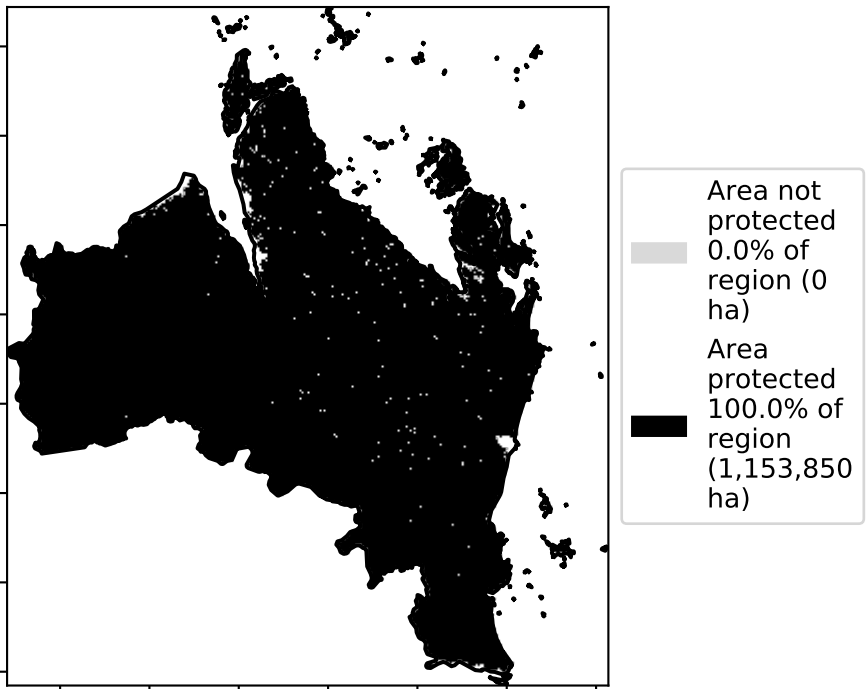 Area not
protected
0.0% of
region (0
ha)
Area
protected
100.0% of
region
(1,153,850
ha)